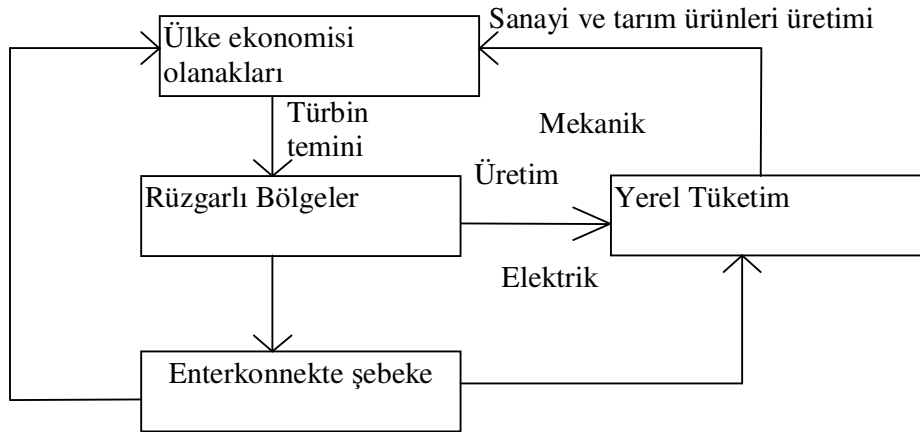 Sanayi ve tarım ürünleri üretimi
Ülke ekonomisi
olanakları
Türbin
temini
Mekanik
Üretim
Rüzgarlı Bölgeler
Yerel Tüketim
Elektrik
Enterkonnekte şebeke